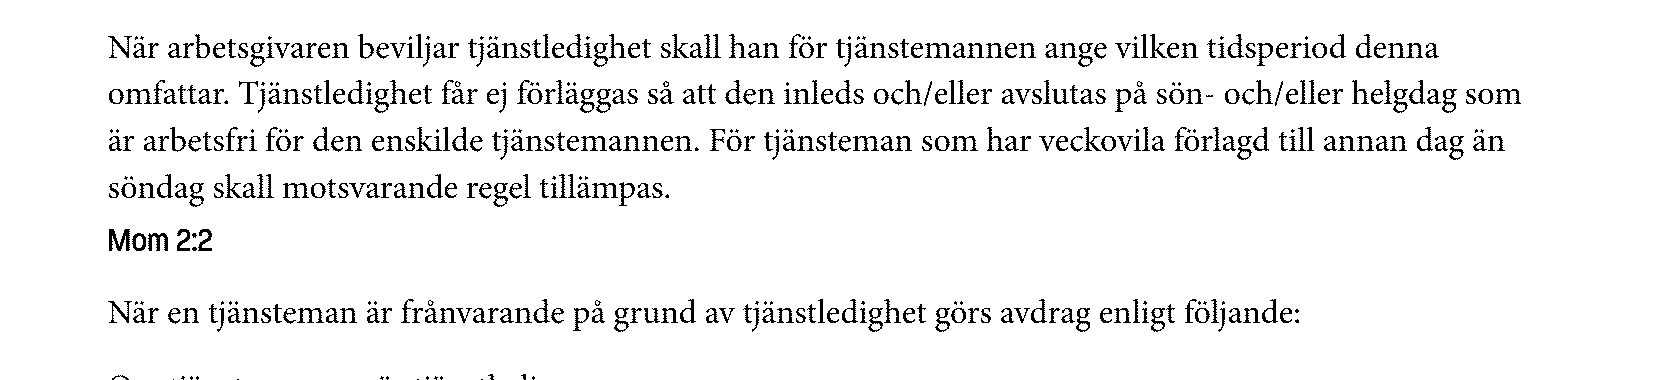 När arbetsgivaren beviljar tjänstledighet skall han för tjänstemannen ange vilken tidsperiod denna
omfattar. Tjänstledighet får ej förläggas så att den inleds och/eller avslutas på sön- och/eller helgdag som
är arbetsfri för den enskilde tjänstemannen. För tjänsteman som har veckovila förlagd till annan dag än
söndag skall motsvarande regel tillämpas.
Mom 2:2
När en tjänsteman är frånvarande på grund av tjänstledighet görs avdrag enligt följande: